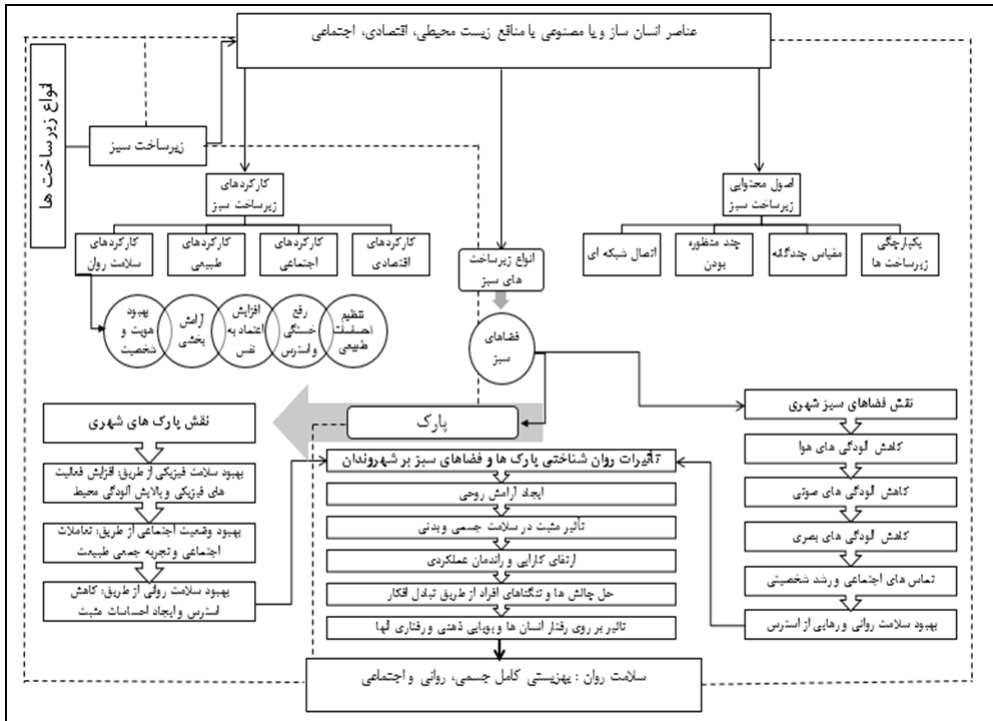 عناصر انسان ساز و یا مصنوعی یا منافع زیست محیطی، اقتصادی، اجتماعی
انواع زیرساخت ها
زیرساخت سبز
کارکردهای
زیرساخت سبز
اصول محتوایی
زیرساخت سبز
کارکردهای
سلامت روان
کارکردهای
طبیعی
کارکردهای
اجتماعی
کارکردهای
اقتصادی
انواع زیرساخت
های سبز
اتصال شبکه ای
چند منظوره
بودن
مقیاس چندگانه
یکپارچگی
زیرساخت ها
بهبود
هویت و
شخصیت
آرامش
بخشی
افزایش
اعتماد به
نفس
رفع
خستگی
و استرس
تنظیم
طبیعی
فضاهای
سبز
پارک
نقش پارک های شهری
بهبود سلامت فیزیکی از طریق: افزایش فعالیت
های فیزیکی و پالایش آلودگی محیط
بهبود وضعیت اجتماعی از طریق: تعاملات
اجتماعی و تجربه جمعی طبیعت
بهبود سلامت روانی از طریق: کاهش
استرس و ایجاد احساسات مثبت
تأثیرات روان شناختی پارک ها و فضاهای سبز بر شهروندان
ایجاد آرامش روحی
تأثیر مثبت در سلامت جسمی و بدنی
ارتقای کارایی و راندمان عملکردی
حل چالش ها و تنگناهای افراد از طریق تبادل افکار
تاثیر بر روی رفتار انسان ها و پویایی ذهنی و رفتاری آنها
نقش فضاهای سبز شهری
کاهش آلودگی های هوا
کاهش آلودگی های صوتی
کاهش آلودگی های بصری
تماس های اجتماعی و رشد شخصیتی
بهبود سلامت روانی و رهایی از استرس
سلامت روان : بهزیستی کامل جسمی، روانی و اجتماعی